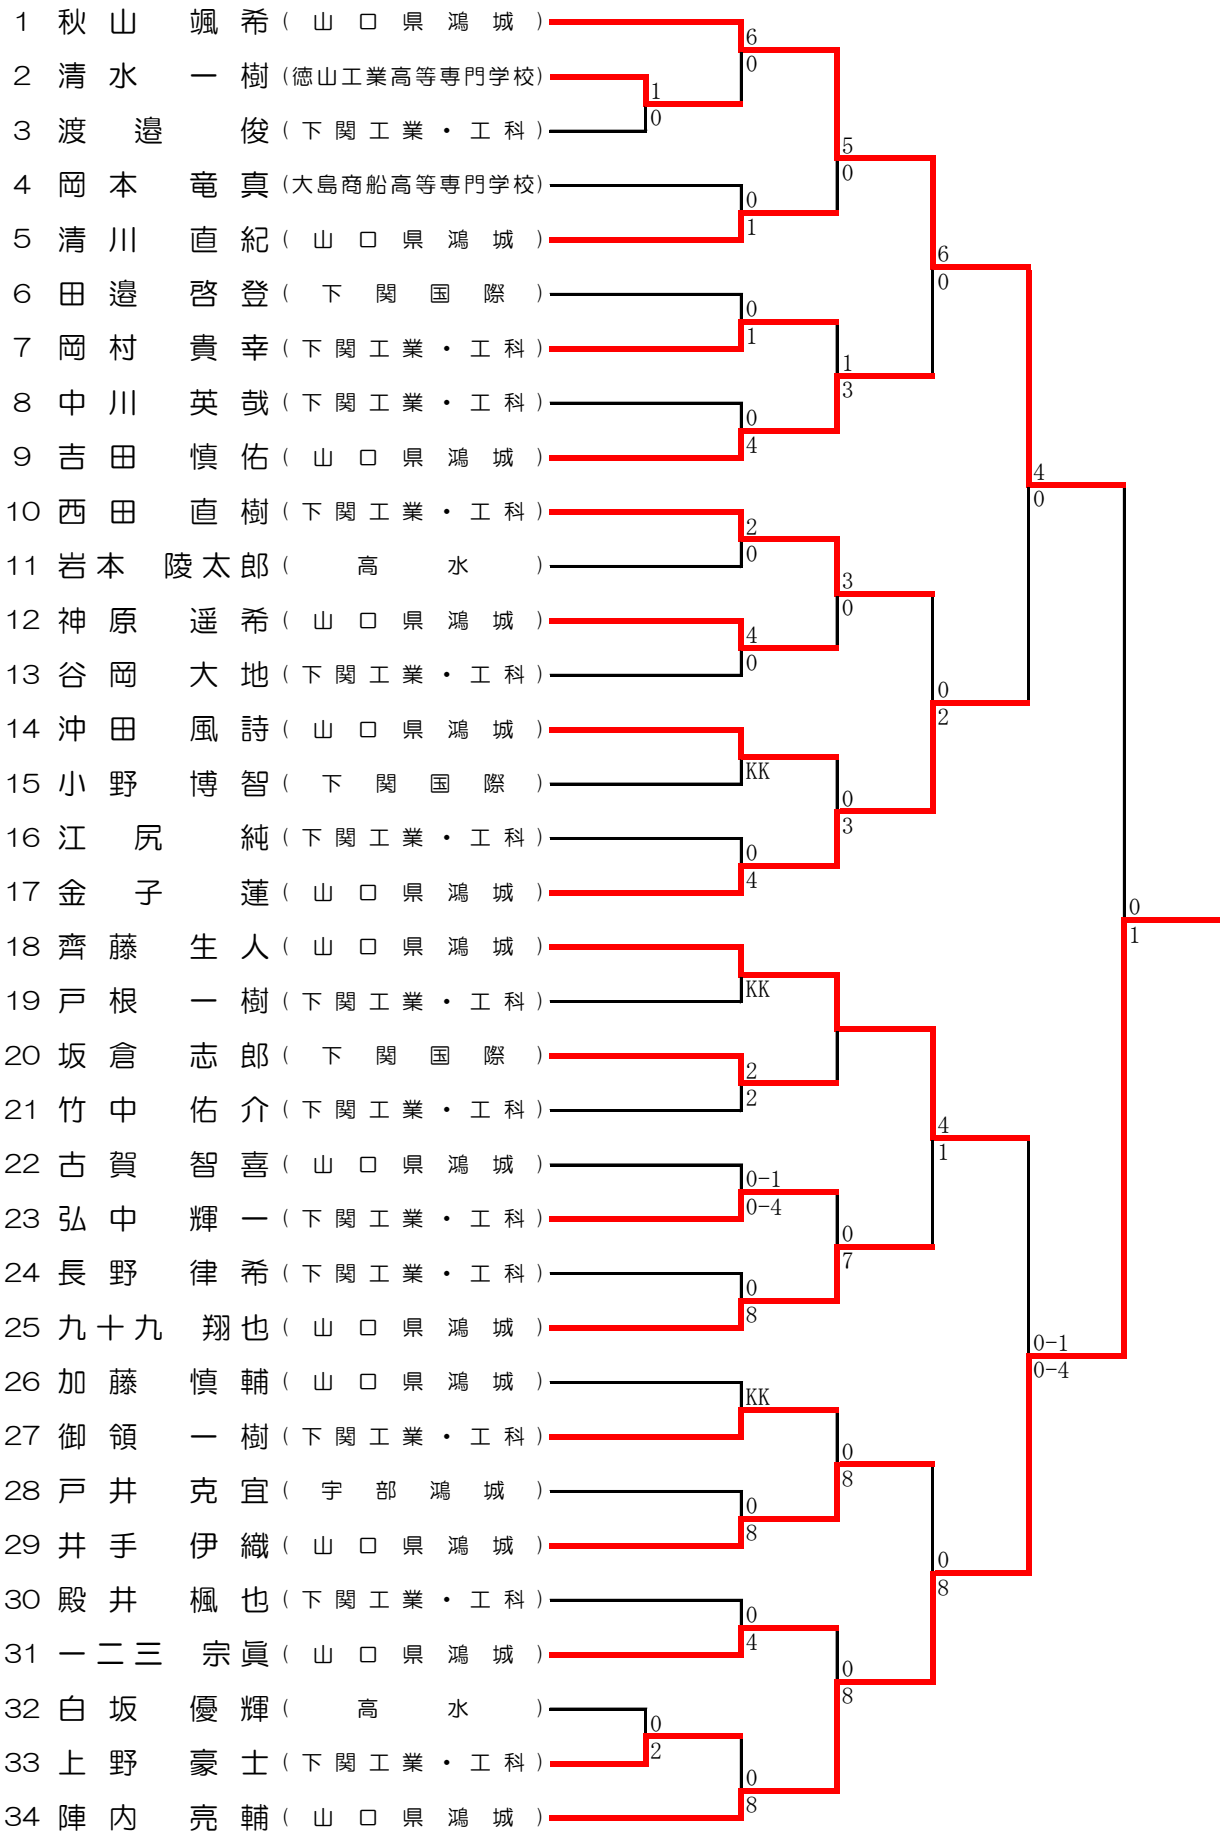 1 秋山 颯希 (山口県鴻城)
6
2 清水 一樹 (徳山工業高等専門学校)
0
1
3 渡邉 俊 (下関工業・工科)
0
5
4 岡本 竜真 (大島商船高等専門学校)
0
0
5 清川 直紀 (山口県鴻城)
1
6
6 田邉 啓登 (下関国際)
0
0
7 岡村 貴幸 (下関工業・工科)
1
1
8 中川 英哉 (下関工業・工科)
3
0
9 吉田 慎佑 (山口県鴻城)
4
4
0
10 西田 直樹 (下関工業・工科)
2
11 岩本 陵太郎 (高水)
0
3
12 神原 遥希 (山口県鴻城)
0
4
13 谷岡 大地 (下関工業・工科)
0
0
14 沖田 風詩 (山口県鴻城)
2
15 小野 博智 (下関国際)
KK
0
16 江尻 純 (下関工業・工科)
3
0
17 金子 蓮 (山口県鴻城)
4
0
18 齊藤 生人 (山口県鴻城)
1
19 戸根 一樹 (下関工業・工科)
KK
20 坂倉 志郎 (下関国際)
2
21 竹中 佑介 (下関工業・工科)
2
4
1
22 古賀 智喜 (山口県鴻城)
0-1
23 弘中 輝一 (下関工業・工科)
0-4
0
24 長野 律希 (下関工業・工科)
7
0
25 九十九 翔也 (山口県鴻城)
8
0-1
0-4
26 加藤 慎輔 (山口県鴻城)
KK
27 御領 一樹 (下関工業・工科)
0
28 戸井 克宜 (宇部鴻城)
8
0
29 井手 伊織 (山口県鴻城)
8
0
30 殿井 楓也 (下関工業・工科)
8
0
31 一二三 宗眞 (山口県鴻城)
4
0
32 白坂 優輝 (高水)
8
0
33 上野 豪士 (下関工業・工科)
2
0
34 陣内 亮輔 (山口県鴻城)
8